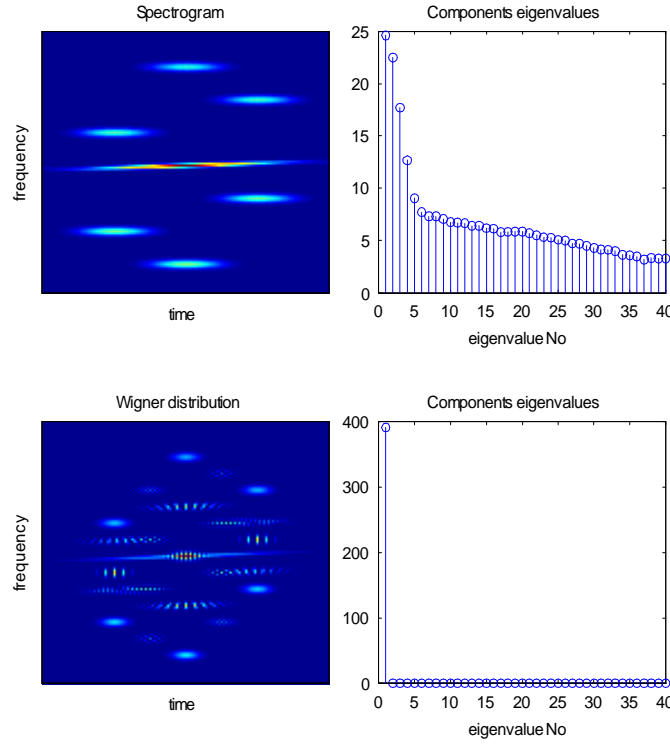 Spectrogram
frequency
time
Components eigenvalues
25
20
15
10
5
0
0 5 10 15 20 25 30 35 40
eigenvalue No
Wigner distribution
frequency
time
Components eigenvalues
400
300
200
100
0
0 5 10 15 20 25 30 35 40
eigenvalue No